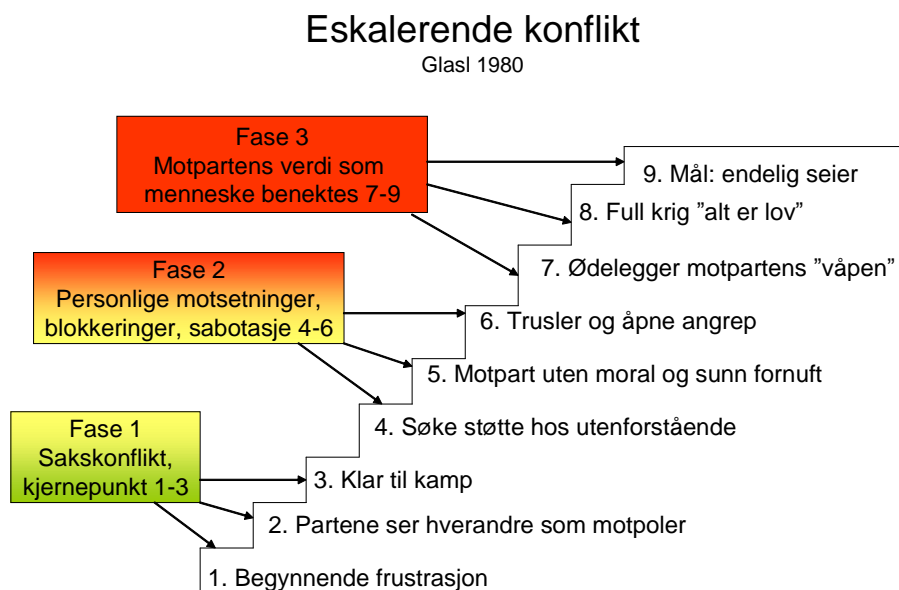 Eskalerende konflikt
Glasl 1980
Fase 3
Motpartens verdi som
menneske benektes 7-9
9. Mål: endelig seier
8. Full krig ”alt er lov”
7. Ødelegger motpartens ”våpen”
Fase 2
Personlige motsetninger,
blokkeringer, sabotasje 4-6
6. Trusler og åpne angrep
5. Motpart uten moral og sunn fornuft
4. Søke støtte hos utenforstående
Fase 1
Sakskonflikt,
kjernepunkt 1-3
3. Klar til kamp
2. Partene ser hverandre som motpoler
1. Begynnende frustrasjon